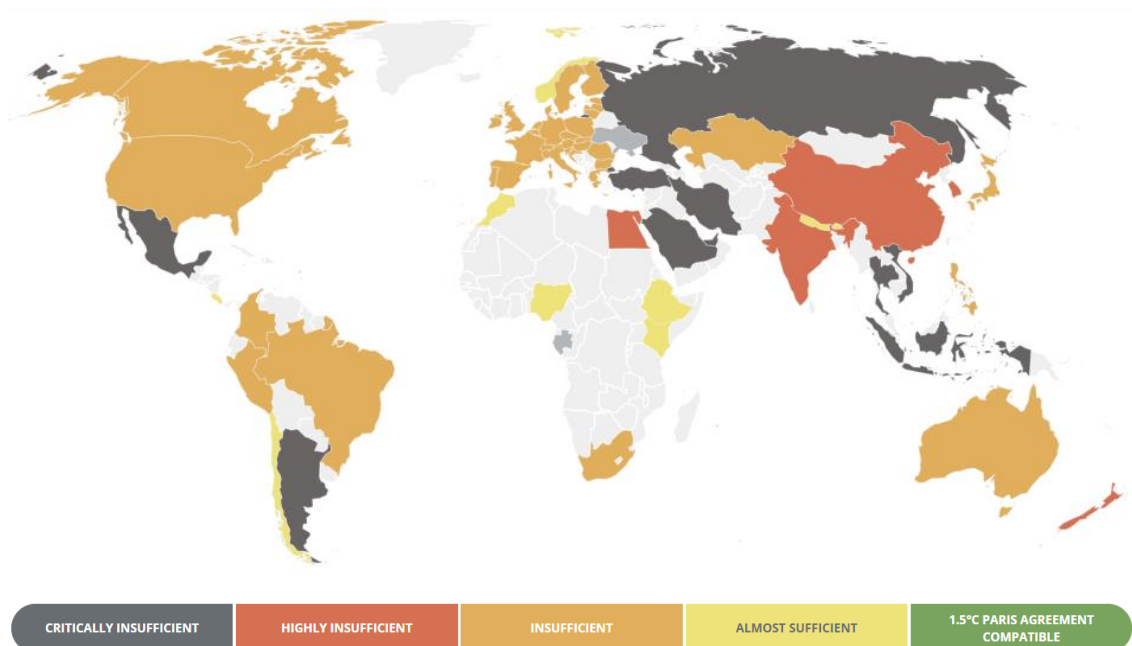 CRITICALLY INSUFFICIENT
HIGHLY INSUFFICIENT
INSUFFICIENT
ALMOST SUFFICIENT
1.5°C PARIS AGREEMENT
COMPATIBLE